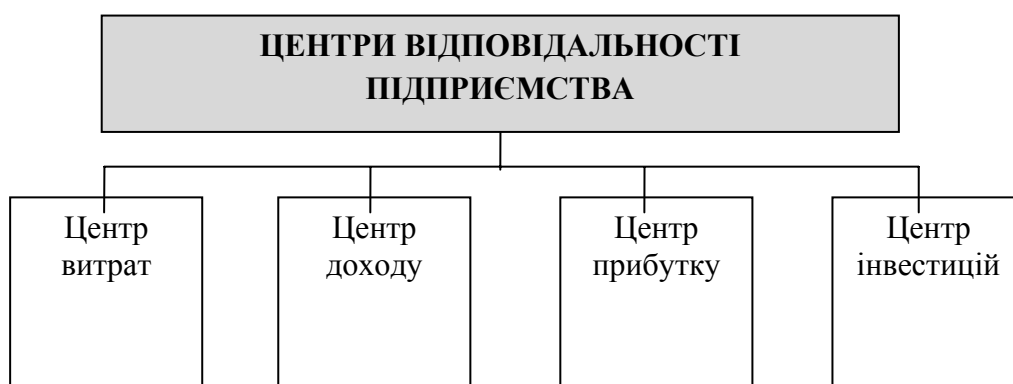 ЦЕНТРИ ВІДПОВІДАЛЬНОСТІ
ПІДПРИЄМСТВА
Центр
витрат
Центр
доходу
Центр
прибутку
Центр
інвестицій